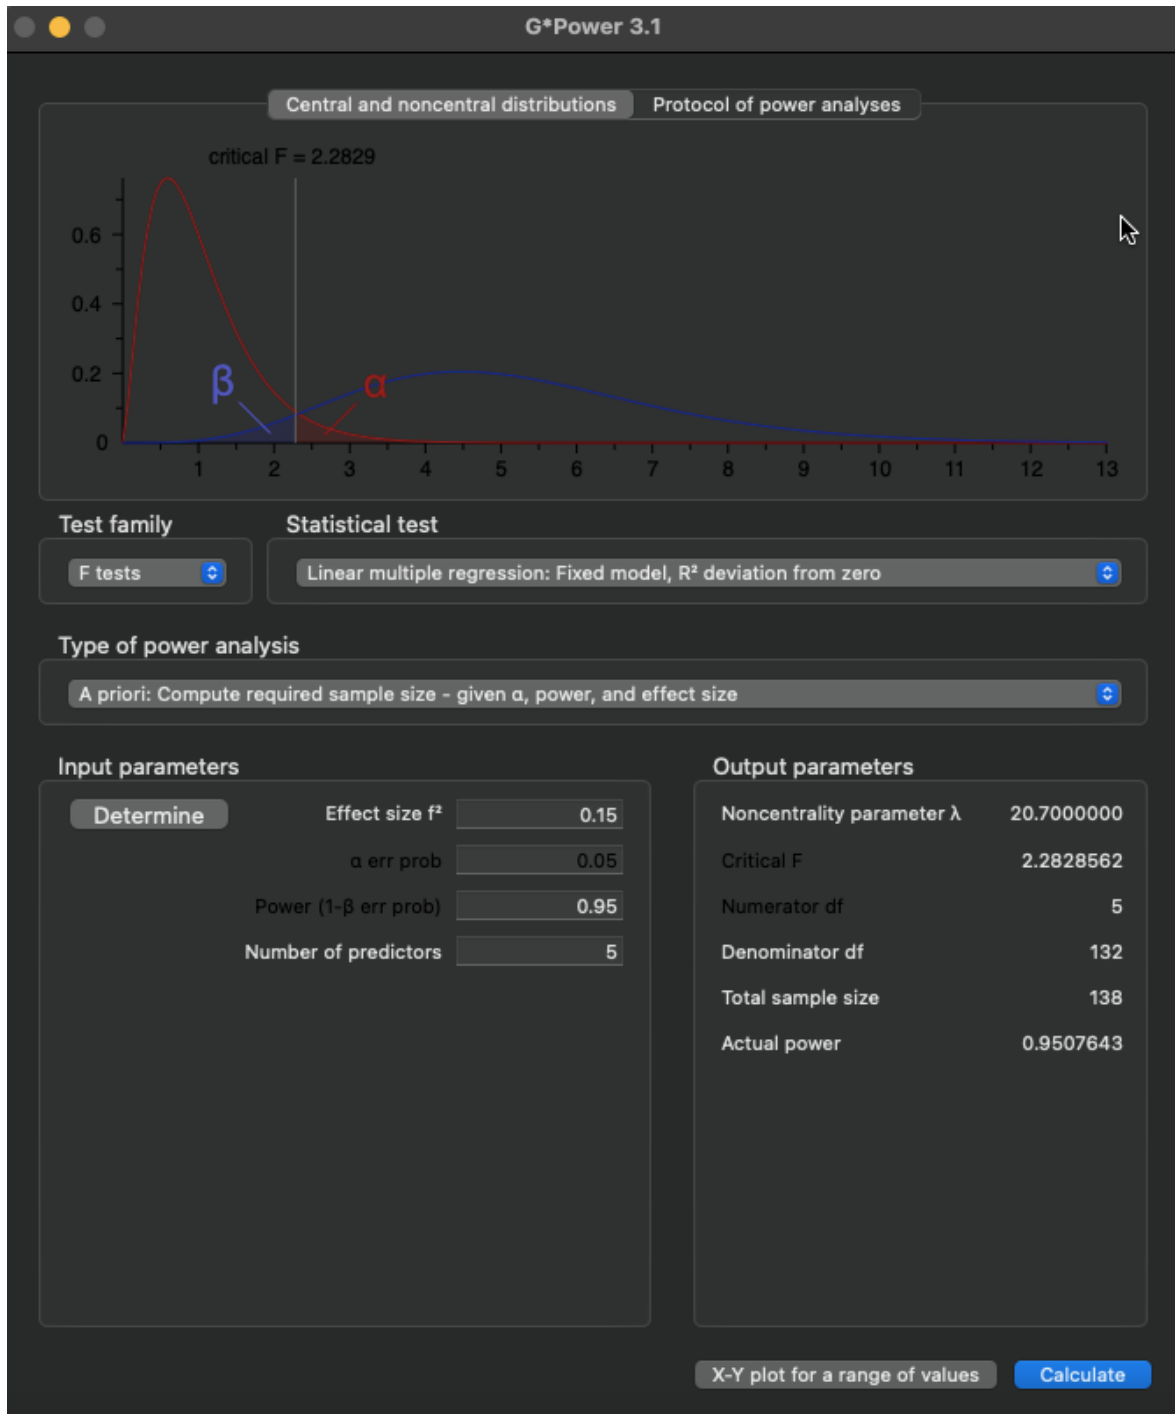 G*Power 3.1
Central and noncentral distributions Protocol of power analyses
critical F = 2.2829
0.6
0.4
0.2
0
β
α
1 2 3 4 5 6 7 8 9 10 11 12 13
Test family Statistical test
F tests Linear multiple regression: Fixed model, R² deviation from zero
Type of power analysis
A priori: Compute required sample size - given α, power, and effect size
Input parameters Output parameters
Determine Effect size f² 0.15 Noncentrality parameter λ 20.7000000
α err prob 0.05 Critical F 2.2828562
Power (1-β err prob) 0.95 Numerator df 5
Number of predictors 5 Denominator df 132
Total sample size 138
Actual power 0.9507643
X-Y plot for a range of values Calculate